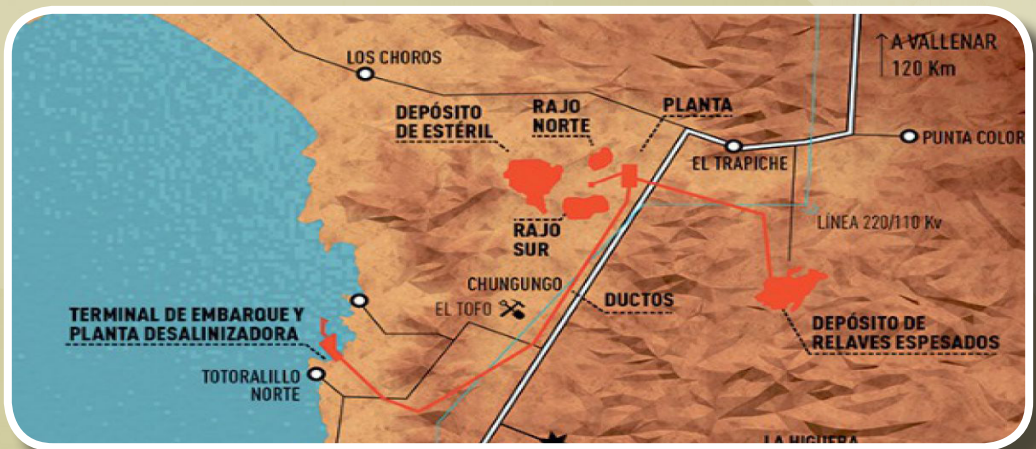 LOS CHOROS
A VALLENAR
120 Km
DEPÓSITO
DE ESTÉRIL
RAJO
NORTE
PLANTA
EL TRAPICHE
PUNTA COLOR
RAJO
SUR
LÍNEA 220/110 Kv
CHUNGUNGO
EL TOFO
DUCTOS
TERMINAL DE EMBARQUE Y
PLANTA DESALINIZADORA
DEPÓSITO DE
RELAVES ESPESADOS
TOTORALILLO
NORTE
LA HIGUERA